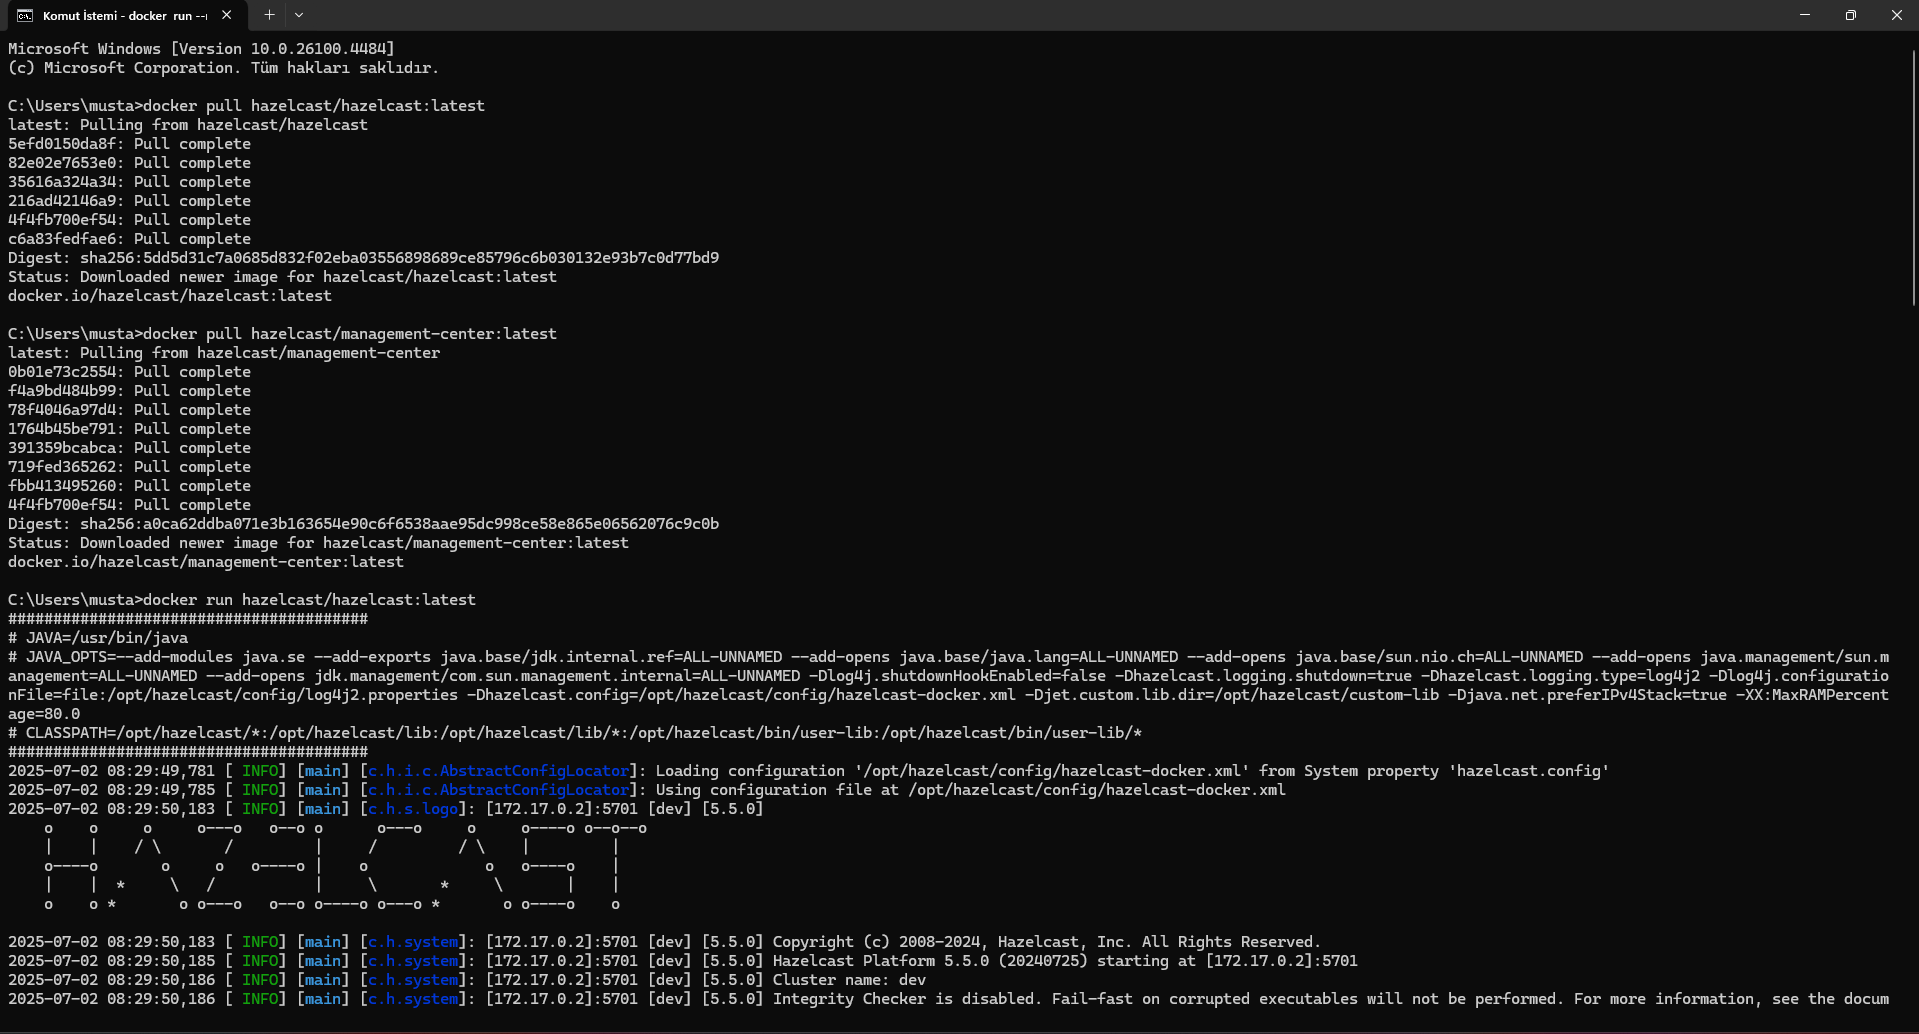 Komut İstemi - docker  run --
Microsoft Windows [Version 10.0.26100.4484]
(c) Microsoft Corporation. Tüm hakları saklıdır.
C:\Users\musta>docker pull hazelcast/hazelcast:latest
latest: Pulling from hazelcast/hazelcast
5efd0150da8f: Pull complete
82e02e7653e0: Pull complete
35616a324a34: Pull complete
216ad42146a9: Pull complete
4f4fb700ef54: Pull complete
c6a83fedfae6: Pull complete
Digest: sha256:5dd5d31c7a0685d832f02eba03556898689ce85796c6b030132e93b7c0d77bd9
Status: Downloaded newer image for hazelcast/hazelcast:latest
docker.io/hazelcast/hazelcast:latest
C:\Users\musta>docker pull hazelcast/management-center:latest
latest: Pulling from hazelcast/management-center
0b01e73c2554: Pull complete
f4a9bd484b99: Pull complete
78f4046a97d4: Pull complete
1764b45be791: Pull complete
391359bcabca: Pull complete
719fed365262: Pull complete
fbb413495260: Pull complete
4f4fb700ef54: Pull complete
Digest: sha256:a0ca62ddba071e3b163654e90c6f6538aae95dc998ce58e865e06562076c9c0b
Status: Downloaded newer image for hazelcast/management-center:latest
docker.io/hazelcast/management-center:latest
C:\Users\musta>docker run hazelcast/hazelcast:latest
########################################
# JAVA=/usr/bin/java
# JAVA_OPTS=--add-modules java.se --add-exports java.base/jdk.internal.ref=ALL-UNNAMED --add-opens java.base/java.lang=ALL-UNNAMED --add-opens java.base/sun.nio.ch=ALL-UNNAMED --add-opens java.management/sun.m
anagement=ALL-UNNAMED --add-opens jdk.management/com.sun.management.internal=ALL-UNNAMED -Dlog4j.shutdownHookEnabled=false -Dhazelcast.logging.shutdown=true -Dhazelcast.logging.type=log4j2 -Dlog4j.configuratio
nFile=file:/opt/hazelcast/config/log4j2.properties -Dhazelcast.config=/opt/hazelcast/config/hazelcast-docker.xml -Djet.custom.lib.dir=/opt/hazelcast/custom-lib -Djava.net.preferIPv4Stack=true -XX:MaxRAMPercent
age=80.0
# CLASSPATH=/opt/hazelcast/*:/opt/hazelcast/lib:/opt/hazelcast/lib/*:/opt/hazelcast/bin/user-lib:/opt/hazelcast/bin/user-lib/*
########################################
2025-07-02 08:29:49,781 [ INFO] [main] [c.h.i.c.AbstractConfigLocator]: Loading configuration '/opt/hazelcast/config/hazelcast-docker.xml' from System property 'hazelcast.config'
2025-07-02 08:29:49,785 [ INFO] [main] [c.h.i.c.AbstractConfigLocator]: Using configuration file at /opt/hazelcast/config/hazelcast-docker.xml
2025-07-02 08:29:50,183 [ INFO] [main] [c.h.s.logo]: [172.17.0.2]:5701 [dev] [5.5.0]
    o    o     o     o---o   o--o o      o---o     o     o----o o--o--o
    |    |    / \       /         |     /         / \    |         |
    o----o       o     o   o----o |    o             o   o----o    |
    |    |  *     \   /           |     \       *     \       |    |
    o    o *       o o---o   o--o o----o o---o *       o o----o    o
2025-07-02 08:29:50,183 [ INFO] [main] [c.h.system]: [172.17.0.2]:5701 [dev] [5.5.0] Copyright (c) 2008-2024, Hazelcast, Inc. All Rights Reserved.
2025-07-02 08:29:50,185 [ INFO] [main] [c.h.system]: [172.17.0.2]:5701 [dev] [5.5.0] Hazelcast Platform 5.5.0 (20240725) starting at [172.17.0.2]:5701
2025-07-02 08:29:50,186 [ INFO] [main] [c.h.system]: [172.17.0.2]:5701 [dev] [5.5.0] Cluster name: dev
2025-07-02 08:29:50,186 [ INFO] [main] [c.h.system]: [172.17.0.2]:5701 [dev] [5.5.0] Integrity Checker is disabled. Fail-fast on corrupted executables will not be performed. For more information, see the docum